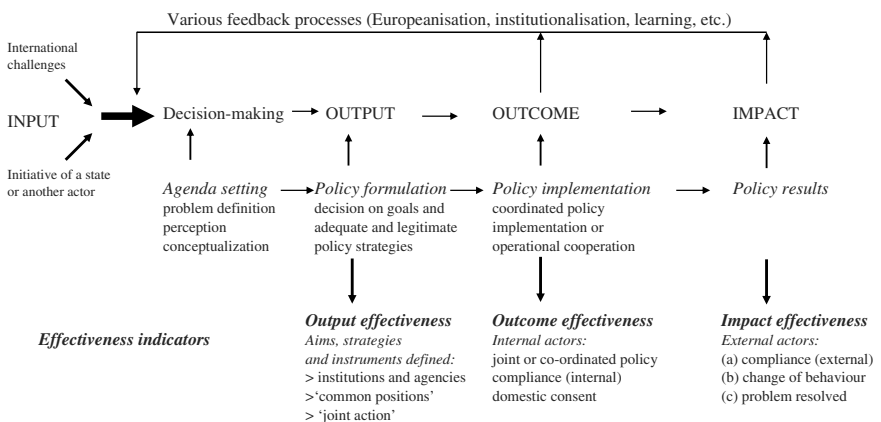 Various feedback processes (Europeanisation, institutionalisation, learning, etc.)
International
challenges
INPUT
Initiative of a state
or another actor
Decision-making
OUTPUT
OUTCOME
IMPACT
Agenda setting
problem definition
perception
conceptualization
Policy formulation
decision on goals and
adequate and legitimate
policy strategies
Policy implementation
coordinated policy
implementation or
operational cooperation
Policy results
Effectiveness indicators
Output effectiveness
Aims, strategies
and instruments defined:
> institutions and agencies
>‘common positions’
> ‘joint action’
Outcome effectiveness
Internal actors:
joint or co-ordinated policy
compliance (internal)
domestic consent
Impact effectiveness
External actors:
(a) compliance (external)
(b) change of behaviour
(c) problem resolved